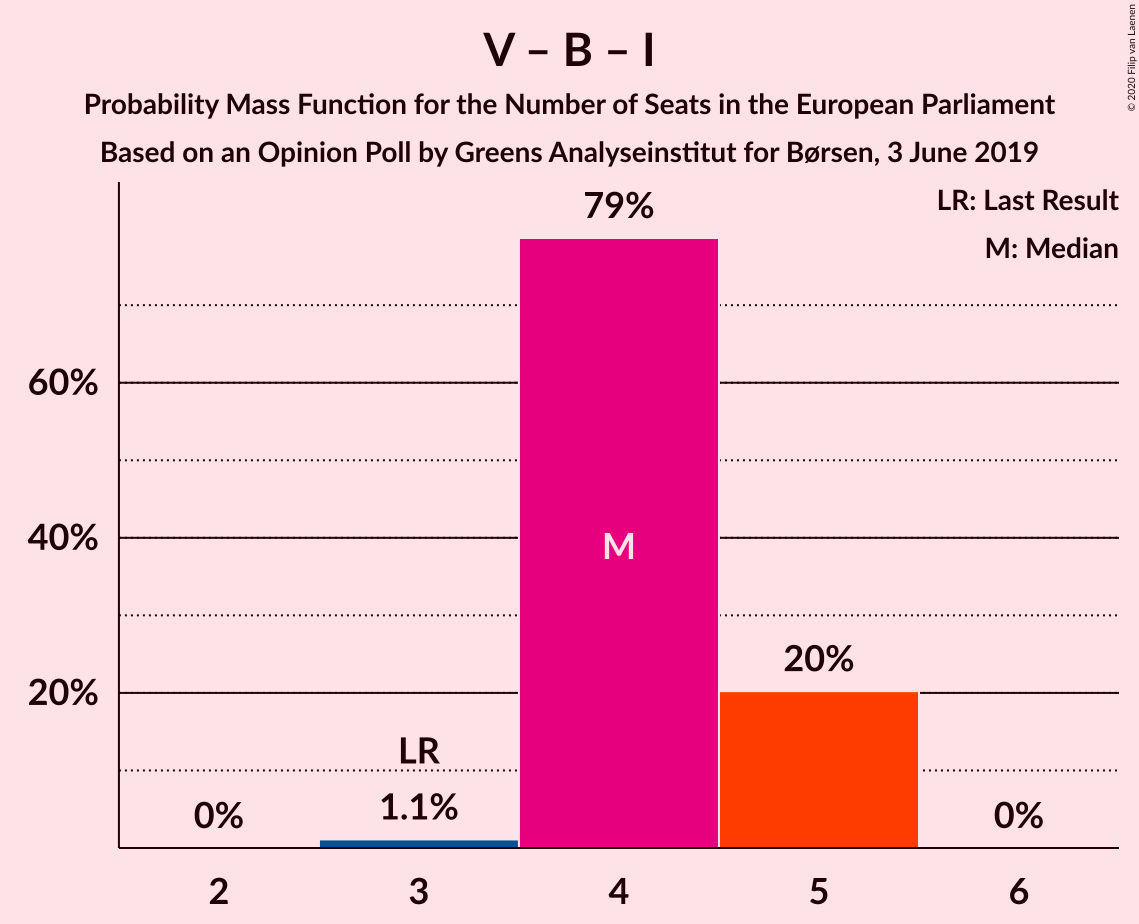 V – B – I
Probability Mass Function for the Number of Seats in the European Parliament
Based on an Opinion Poll by Greens Analyseinstitut for Børsen, 3 June 2019
© 2020 Filip van Laenen
LR: Last Result
M: Median
79%
60%
40%
M
20%
20%
LR
0%
1.1%
0%
2 3 4 5 6